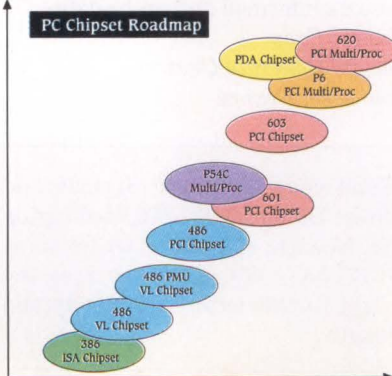 PC Chipset Roadmap
620
PCI Multi/Proc
PDA Chipset
P6
PCI Multi/Proc
603
PCI Chipset
P54C
Multi/Proc
601
PCI Chipset
486
PCI Chipset
486 PMU
VL Chipset
486
VL Chipset
386
ISA Chipset